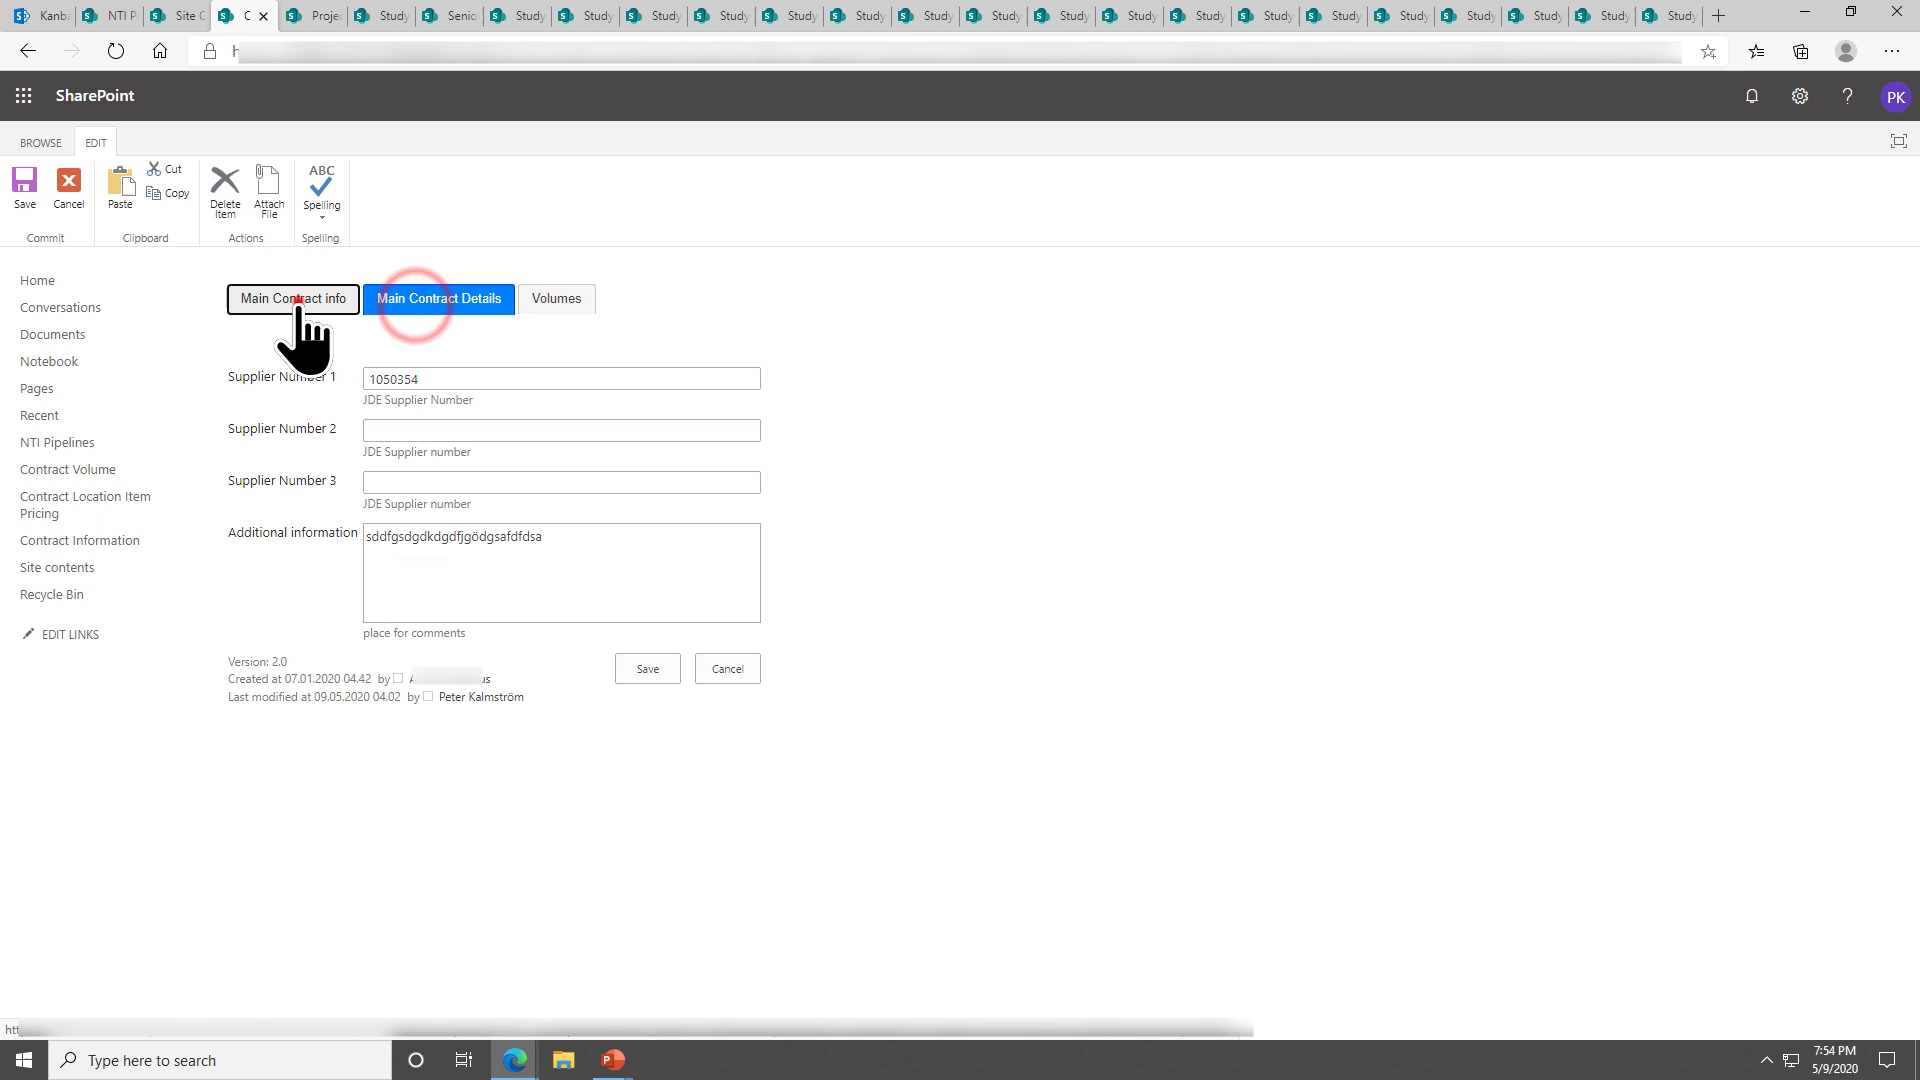 Kanba NTI P Site C C Projec Study Senio Study Study Study Study Study Study Study Study Study Study Study Study Study Study Study Study Study Study
h
SharePoint
PK
BROWSE EDIT
Save Cancel Paste Cut Copy Delete Item Attach File ABC Spelling
Commit Clipboard Actions Spelling
Home
Conversations
Documents
Notebook
Pages
Recent
NTI Pipelines
Contract Volume
Contract Location Item
Pricing
Contract Information
Site contents
Recycle Bin
EDIT LINKS
Main Contract info Main Contract Details Volumes
Supplier Number 1 1050354
JDE Supplier Number
Supplier Number 2
JDE Supplier number
Supplier Number 3
JDE Supplier number
Additional information sddfgsdgdkdgdfjgödgsafdfdsa
place for comments
Version: 2.0
Created at 07.01.2020 04.42 by us
Last modified at 09.05.2020 04.02 by Peter Kalmström
Save Cancel
htt
Type here to search
7:54 PM
5/9/2020